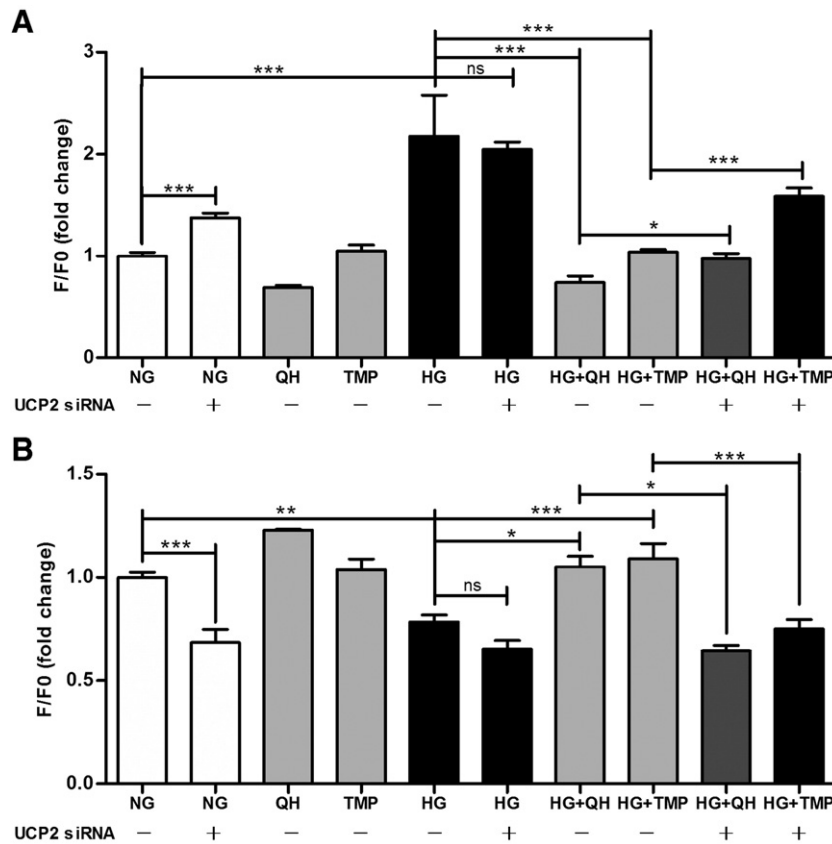 A
F/F0 (fold change)
3
2
1
0
***
***
***
ns
***
***
*
NG NG QH TMP HG HG HG+QH HG+TMP HG+QH HG+TMP
UCP2 siRNA − + − − − + − − + +
B
F/F0 (fold change)
1.5
1.0
0.5
0.0
***
*
**
***
***
*
ns
NG NG QH TMP HG HG HG+QH HG+TMP HG+QH HG+TMP
UCP2 siRNA − + − − − + − − + +